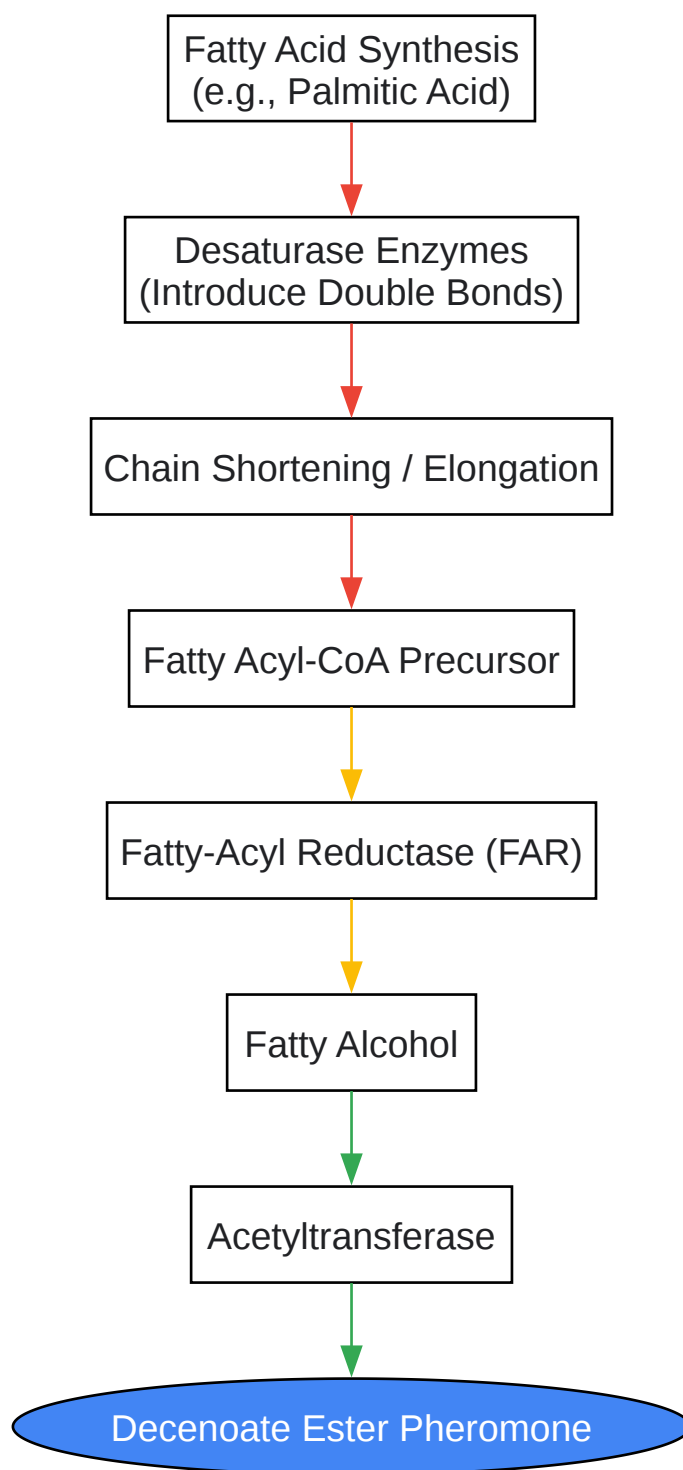 Fatty Acid Synthesis
(e.g., Palmitic Acid)
Desaturase Enzymes
(Introduce Double Bonds)
Chain Shortening / Elongation
Fatty Acyl-CoA Precursor
Fatty-Acyl Reductase (FAR)
Fatty Alcohol
Acetyltransferase
Decenoate Ester Pheromone